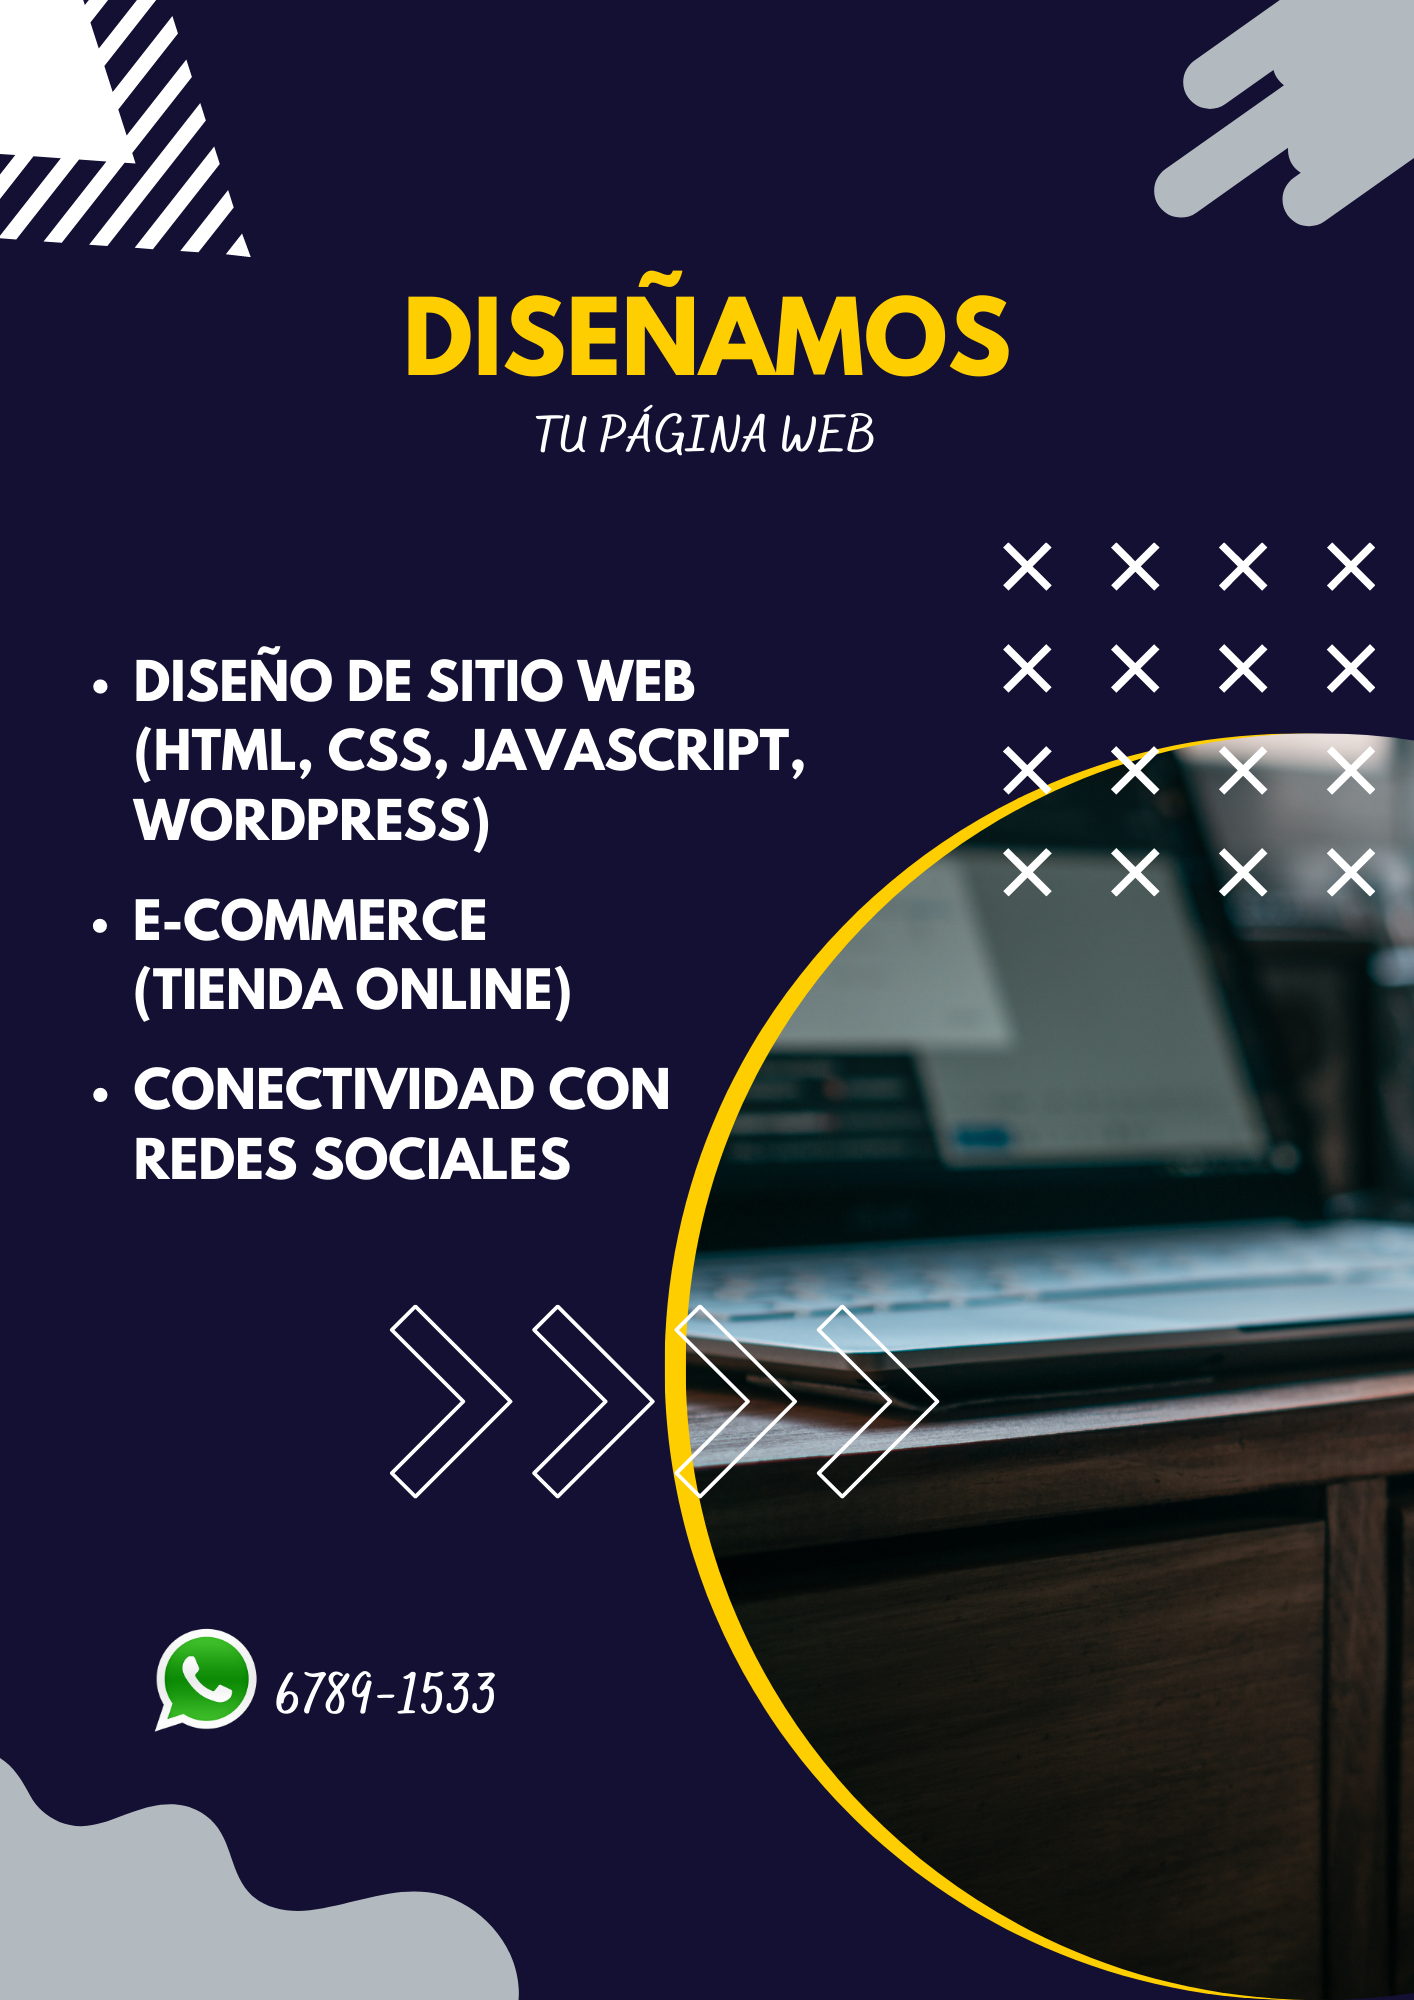 DISEÑAMOS
TU PÁGINA WEB
• DISEÑO DE SITIO WEB
(HTML, CSS, JAVASCRIPT,
WORDPRESS)
• E-COMMERCE
(TIENDA ONLINE)
• CONECTIVIDAD CON
REDES SOCIALES
6789-1533